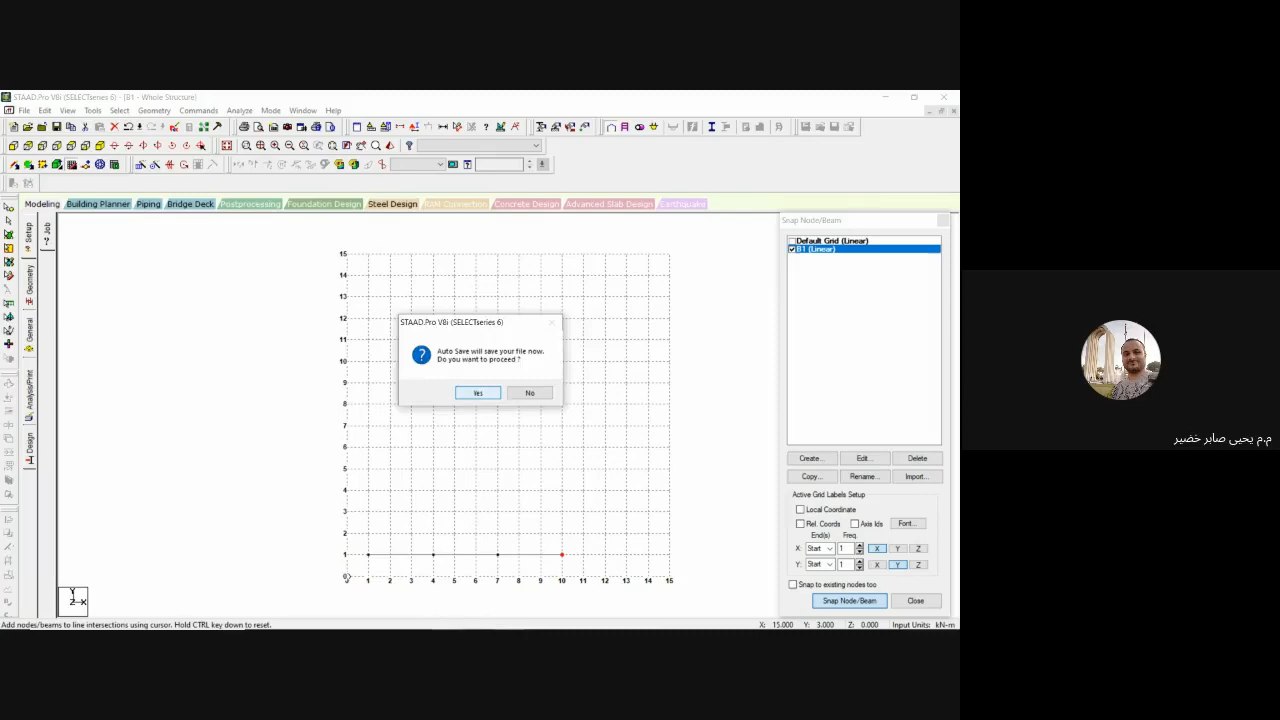 STAAD.Pro V8i (SELECTseries 6) - [B1 - Whole Structure]
File Edit View Tools Select Geometry Commands Analyze Mode Window Help
Modeling Building Planner Piping Bridge Deck Postprocessing Foundation Design Steel Design RAM Connection Concrete Design Advanced Slab Design Earthquake
Setup
Geometry
General
Analysis/Print
Design
Job
15
14
13
12
11
10
9
8
7
6
5
4
3
2
1
0
1 2 3 4 5 6 7 8 9 10 11 12 13 14 15
STAAD.Pro V8i (SELECTseries 6)
Auto Save will save your file now.
Do you want to proceed ?
Yes No
Snap Node/Beam
Default Grid (Linear)
B1 (Linear)
Create... Edit... Delete
Copy... Rename... Import...
Active Grid Labels Setup
Local Coordinate
Rel. Coords Axis Ids Font...
End(s) Freq.
X: Start 1 X Y Z
Y: Start 1 X Y Z
Snap to existing nodes too
Snap Node/Beam Close
Y
Z X
Add nodes/beams to line intersections using cursor. Hold CTRL key down to reset.
X: 15.000 Y: 3.000 Z: 0.000 Input Units: kN-m
م.م يحيى صابر خضير